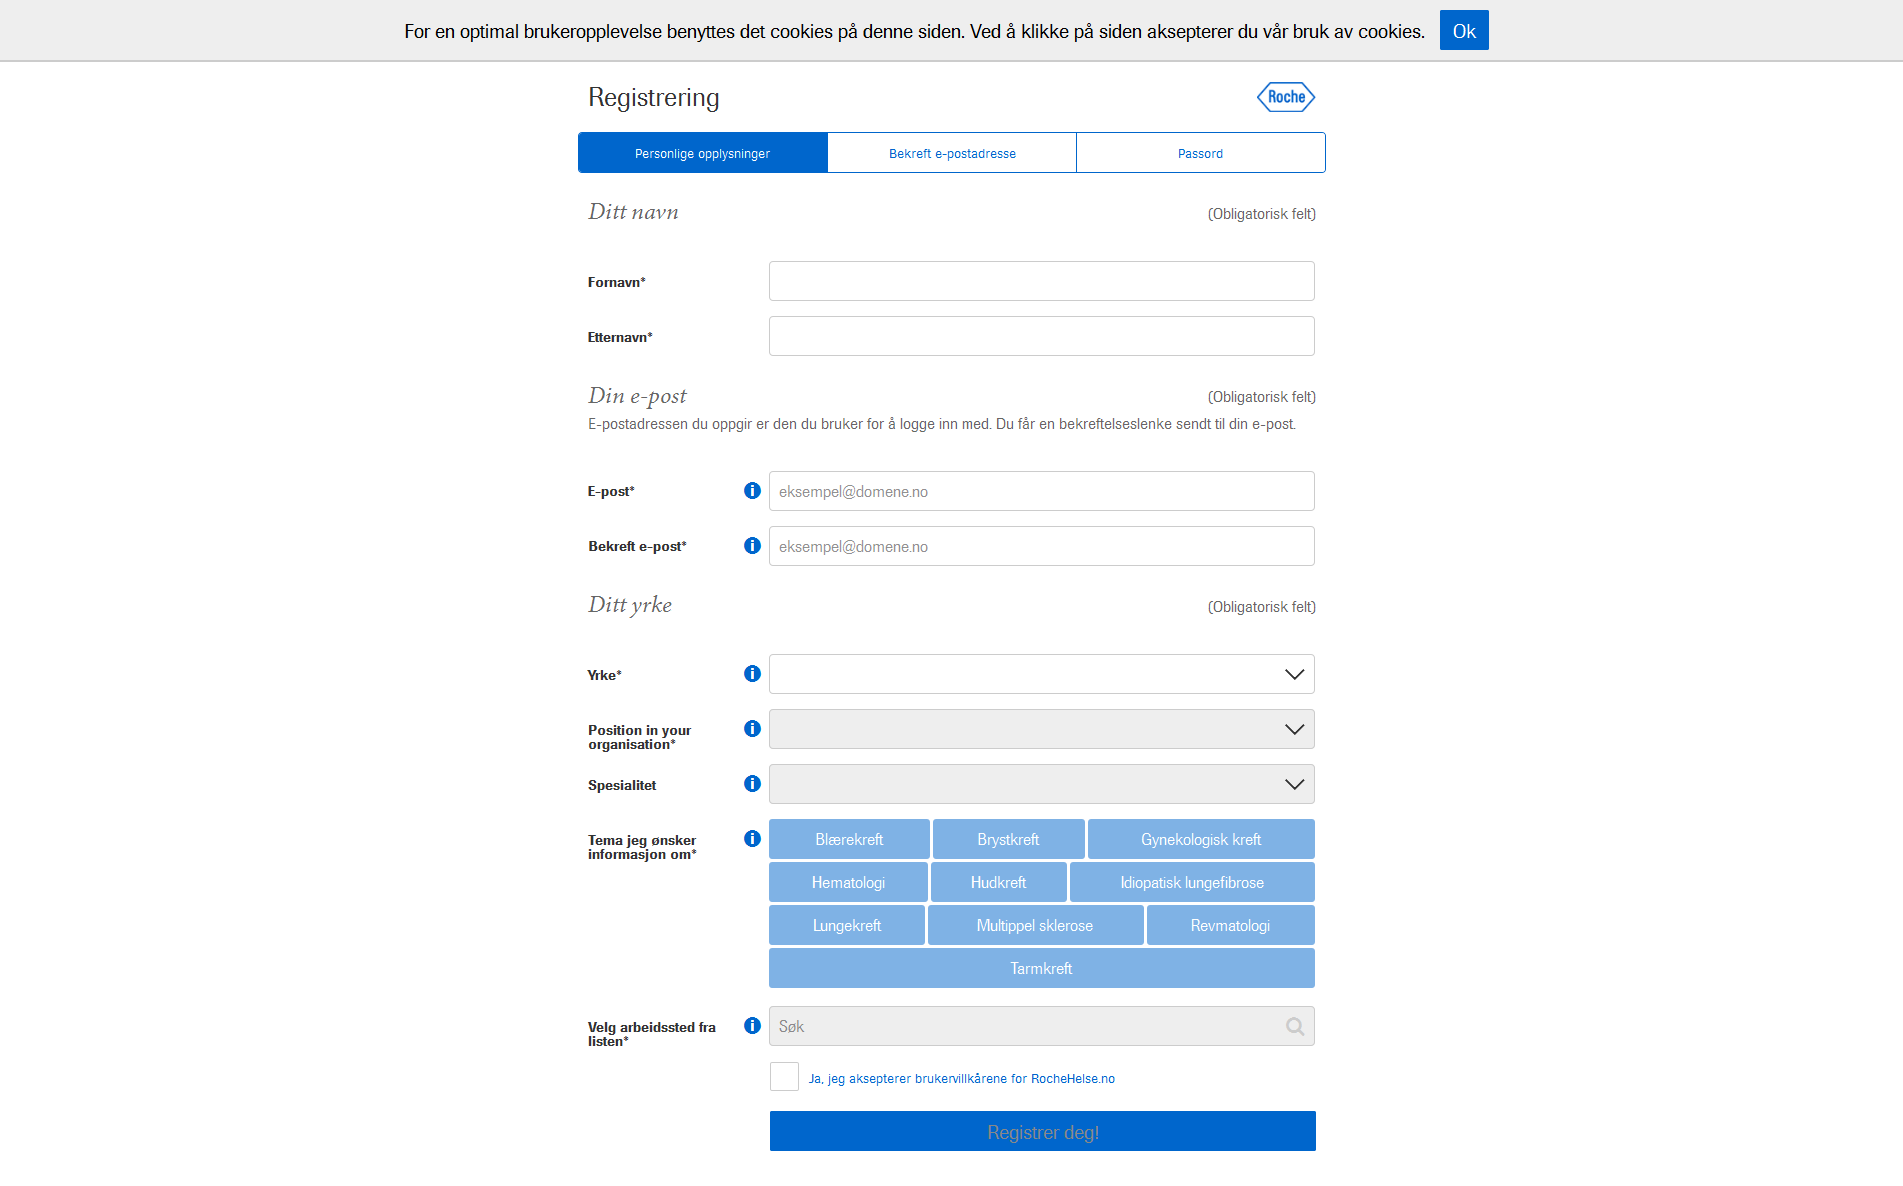 For en optimal brukeropplevelse benyttes det cookies på denne siden. Ved å klikke på siden aksepterer du vår bruk av cookies. Ok
Registrering
Roche
Personlige opplysninger
Bekreft e-postadresse
Passord
Ditt navn
(Obligatorisk felt)
Fornavn*
Etternavn*
Din e-post
(Obligatorisk felt)
E-postadressen du oppgir er den du bruker for å logge inn med. Du får en bekreftelseslenke sendt til din e-post.
E-post*
eksempel@domene.no
Bekreft e-post*
eksempel@domene.no
Ditt yrke
(Obligatorisk felt)
Yrke*
Position in your
organisation*
Spesialitet
Tema jeg ønsker
informasjon om*
Blærekreft
Brystkreft
Gynekologisk kreft
Hematologi
Hudkreft
Idiopatisk lungefibrose
Lungekreft
Multippel sklerose
Revmatologi
Tarmkreft
Velg arbeidssted fra
listen*
Søk
Ja, jeg aksepterer brukervillkårene for RocheHelse.no
Registrer deg!